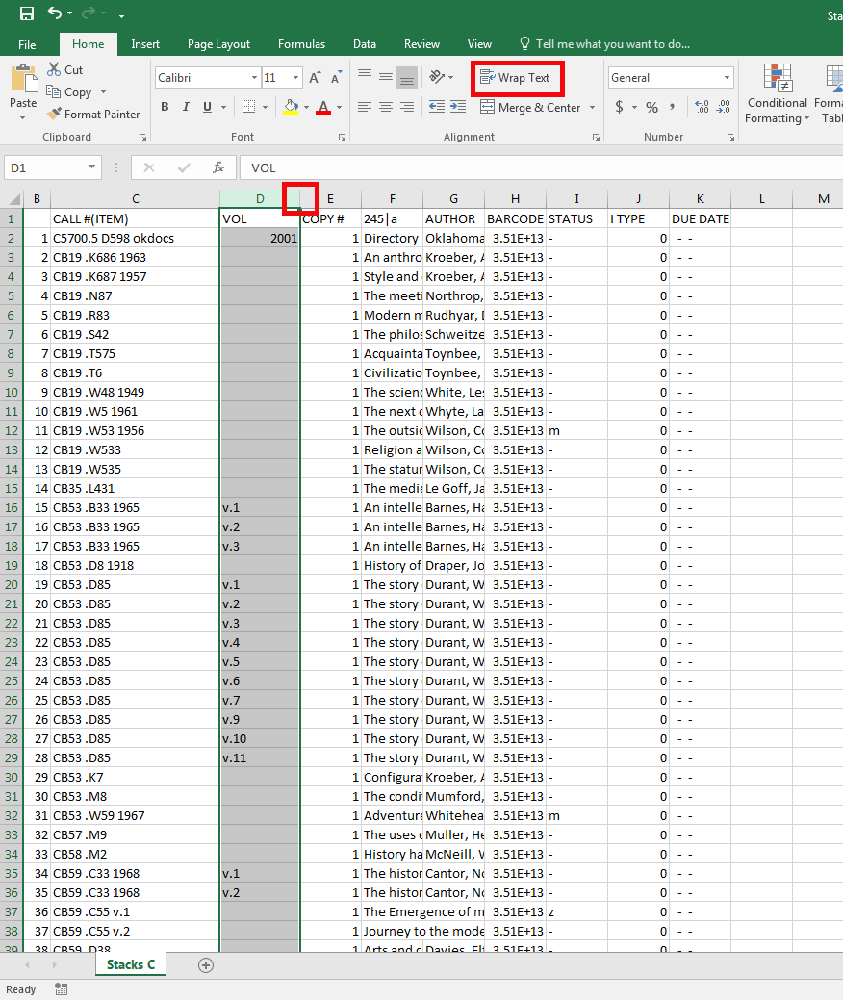 Sta
File Home Insert Page Layout Formulas Data Review View Tell me what you want to do...
Paste Cut Copy Format Painter Clipboard
Calibri 11 A A B I U A Font
Wrap Text Merge & Center Alignment
General $ % , .00 .0 Number
Conditional Formatting Forma Tabl
D1 fx VOL
B C D E F G H I J K L M
1 CALL #(ITEM) VOL COPY # 245|a AUTHOR BARCODE STATUS I TYPE DUE DATE
2 1 C5700.5 D598 okdocs 2001 1 Directory Oklahoma 3.51E+13 - 0 - -
3 2 CB19 .K686 1963 1 An anthro Kroeber, A 3.51E+13 - 0 - -
4 3 CB19 .K687 1957 1 Style and Kroeber, A 3.51E+13 - 0 - -
5 4 CB19 .N87 1 The meeti Northrop, 3.51E+13 - 0 - -
6 5 CB19 .R83 1 Modern m Rudhyar, D 3.51E+13 - 0 - -
7 6 CB19 .S42 1 The philos Schweitze 3.51E+13 - 0 - -
8 7 CB19 .T575 1 Acquainta Toynbee, 3.51E+13 - 0 - -
9 8 CB19 .T6 1 Civilizatio Toynbee, 3.51E+13 - 0 - -
10 9 CB19 .W48 1949 1 The scienc White, Les 3.51E+13 - 0 - -
11 10 CB19 .W5 1961 1 The next d Whyte, La 3.51E+13 - 0 - -
12 11 CB19 .W53 1956 1 The outsid Wilson, Co 3.51E+13 m 0 - -
13 12 CB19 .W533 1 Religion a Wilson, Co 3.51E+13 - 0 - -
14 13 CB19 .W535 1 The statur Wilson, Co 3.51E+13 - 0 - -
15 14 CB35 .L431 1 The medie Le Goff, Ja 3.51E+13 - 0 - -
16 15 CB53 .B33 1965 v.1 1 An intelle Barnes, Ha 3.51E+13 - 0 - -
17 16 CB53 .B33 1965 v.2 1 An intelle Barnes, Ha 3.51E+13 - 0 - -
18 17 CB53 .B33 1965 v.3 1 An intelle Barnes, Ha 3.51E+13 - 0 - -
19 18 CB53 .D8 1918 1 History of Draper, Jo 3.51E+13 - 0 - -
20 19 CB53 .D85 v.1 1 The story Durant, W 3.51E+13 - 0 - -
21 20 CB53 .D85 v.2 1 The story Durant, W 3.51E+13 - 0 - -
22 21 CB53 .D85 v.3 1 The story Durant, W 3.51E+13 - 0 - -
23 22 CB53 .D85 v.4 1 The story Durant, W 3.51E+13 - 0 - -
24 23 CB53 .D85 v.5 1 The story Durant, W 3.51E+13 - 0 - -
25 24 CB53 .D85 v.6 1 The story Durant, W 3.51E+13 - 0 - -
26 25 CB53 .D85 v.7 1 The story Durant, W 3.51E+13 - 0 - -
27 26 CB53 .D85 v.9 1 The story Durant, W 3.51E+13 - 0 - -
28 27 CB53 .D85 v.10 1 The story Durant, W 3.51E+13 - 0 - -
29 28 CB53 .D85 v.11 1 The story Durant, W 3.51E+13 - 0 - -
30 29 CB53 .K7 1 Configurat Kroeber, A 3.51E+13 - 0 - -
31 30 CB53 .M8 1 The condi Mumford, 3.51E+13 - 0 - -
32 31 CB53 .W59 1967 1 Adventure Whitehea 3.51E+13 m 0 - -
33 32 CB57 .M9 1 The uses o Muller, He 3.51E+13 - 0 - -
34 33 CB58 .M2 1 History ha McNeill, W 3.51E+13 - 0 - -
35 34 CB59 .C33 1968 v.1 1 The histor Cantor, No 3.51E+13 - 0 - -
36 35 CB59 .C33 1968 v.2 1 The histor Cantor, No 3.51E+13 - 0 - -
37 36 CB59 .C55 v.1 1 The Emergence of m 3.51E+13 z 0 - -
38 37 CB59 .C55 v.2 1 Journey to the mode 3.51E+13 - 0 - -
39 38 CB59 .D38 1 Arts and c Davies, Elt 3.51E+13 - 0 - -
Stacks C
Ready